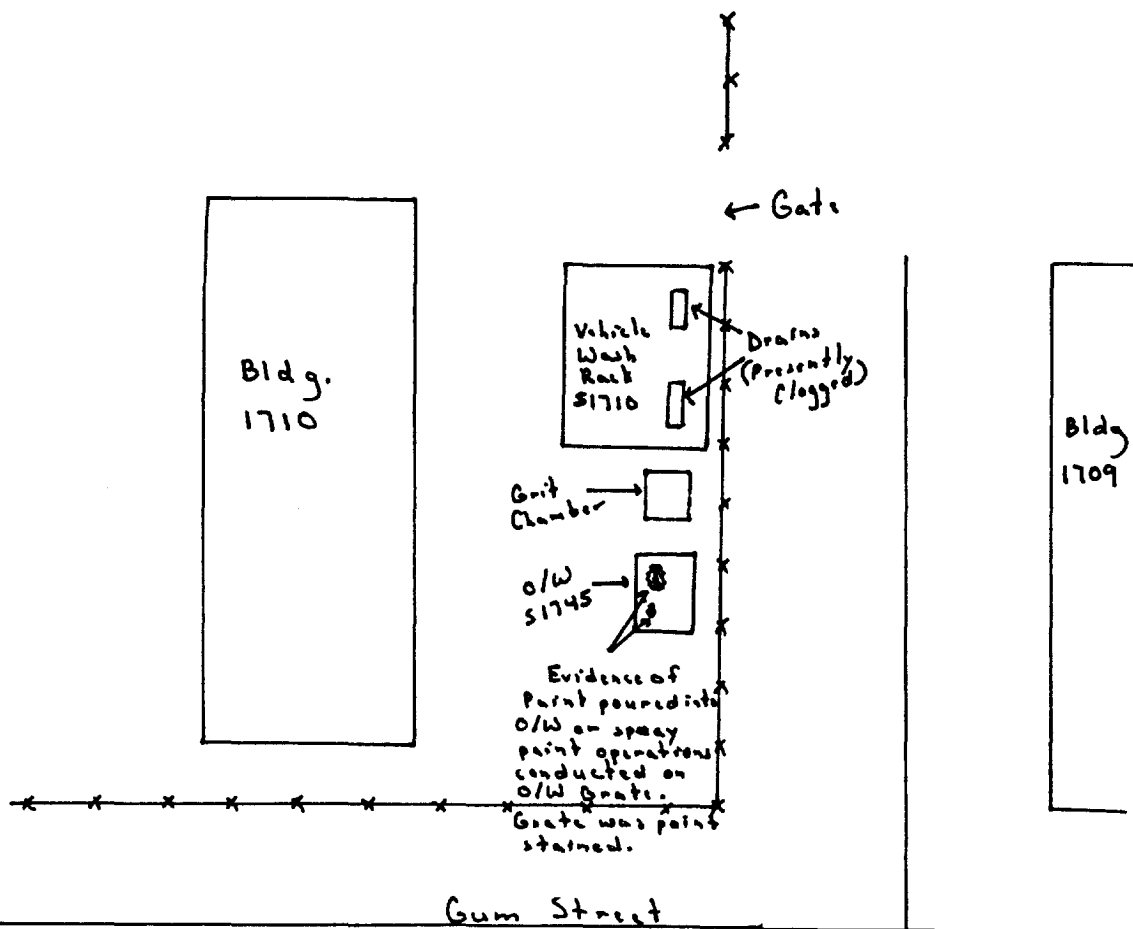 Gate
Vehicle
Wash
Rack
S1710
Drains
(Presently
Clogged)
Bldg.
1710
Bldg
1709
Grit
Chamber
O/W
S1745
Evidence of
Paint poured into
O/W or spray
paint operations
conducted on
O/W Grate.
Grate was paint
stained.
Gum Street